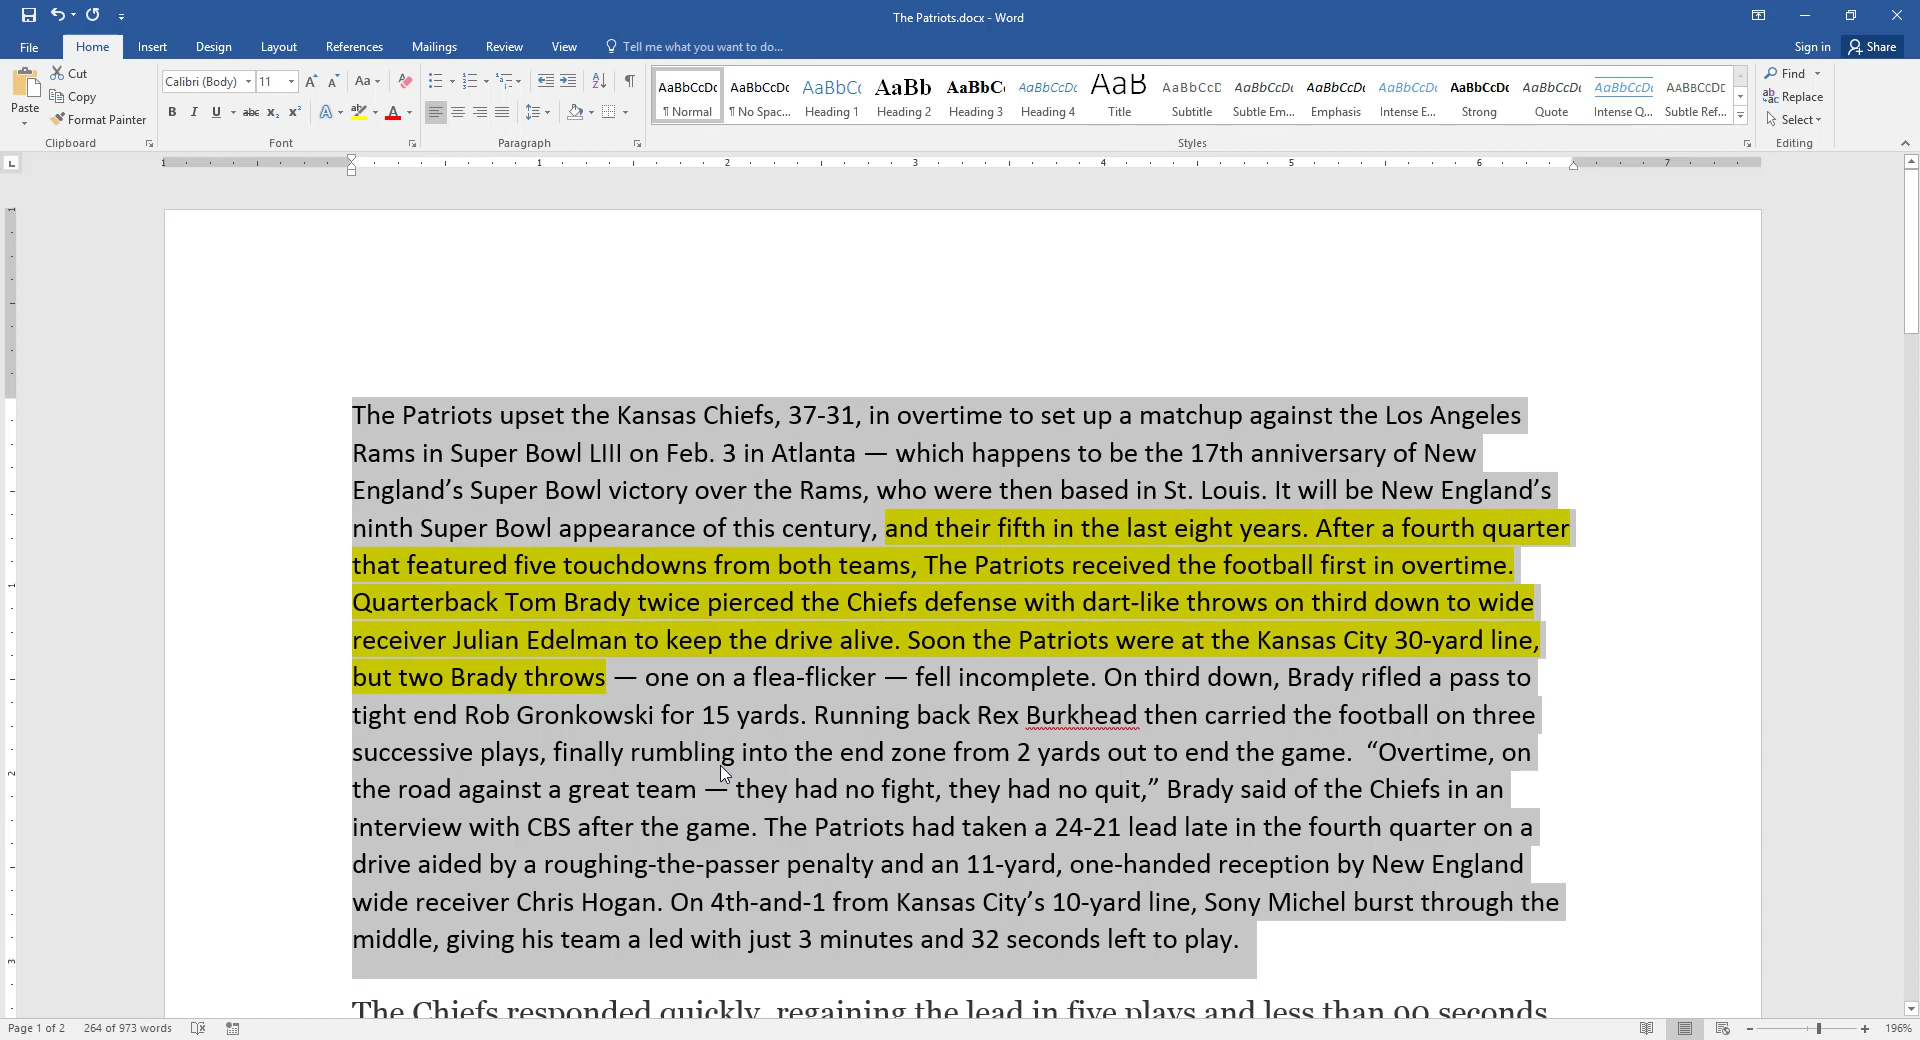 The Patriots.docx - Word
File Home Insert Design Layout References Mailings Review View Tell me what you want to do... Sign in Share
Paste
Cut
Copy
Format Painter
Clipboard
Calibri (Body) 11
Font
Paragraph
AaBbCcDc AaBbCcDc AaBbC AaBb AaBbC AaBbCcDc AaB AaBbCcD AaBbCcDc AaBbCcDc AaBbCcDc AaBbCcDc AaBbCcDc AaBbCcDc AABBCCDE
¶ Normal ¶ No Spac... Heading 1 Heading 2 Heading 3 Heading 4 Title Subtitle Subtle Em... Emphasis Intense E... Strong Quote Intense Q... Subtle Ref...
Styles
Find
Replace
Select
Editing
1 1 2 3 4 5 6 7
The Patriots upset the Kansas Chiefs, 37-31, in overtime to set up a matchup against the Los Angeles
Rams in Super Bowl LIII on Feb. 3 in Atlanta — which happens to be the 17th anniversary of New
England’s Super Bowl victory over the Rams, who were then based in St. Louis. It will be New England’s
ninth Super Bowl appearance of this century, and their fifth in the last eight years. After a fourth quarter
that featured five touchdowns from both teams, The Patriots received the football first in overtime.
Quarterback Tom Brady twice pierced the Chiefs defense with dart-like throws on third down to wide
receiver Julian Edelman to keep the drive alive. Soon the Patriots were at the Kansas City 30-yard line,
but two Brady throws — one on a flea-flicker — fell incomplete. On third down, Brady rifled a pass to
tight end Rob Gronkowski for 15 yards. Running back Rex Burkhead then carried the football on three
successive plays, finally rumbling into the end zone from 2 yards out to end the game.  “Overtime, on
the road against a great team — they had no fight, they had no quit,” Brady said of the Chiefs in an
interview with CBS after the game. The Patriots had taken a 24-21 lead late in the fourth quarter on a
drive aided by a roughing-the-passer penalty and an 11-yard, one-handed reception by New England
wide receiver Chris Hogan. On 4th-and-1 from Kansas City’s 10-yard line, Sony Michel burst through the
middle, giving his team a led with just 3 minutes and 32 seconds left to play.
The Chiefs responded quickly, regaining the lead in five plays and less than 90 seconds
Page 1 of 2 264 of 973 words 196%